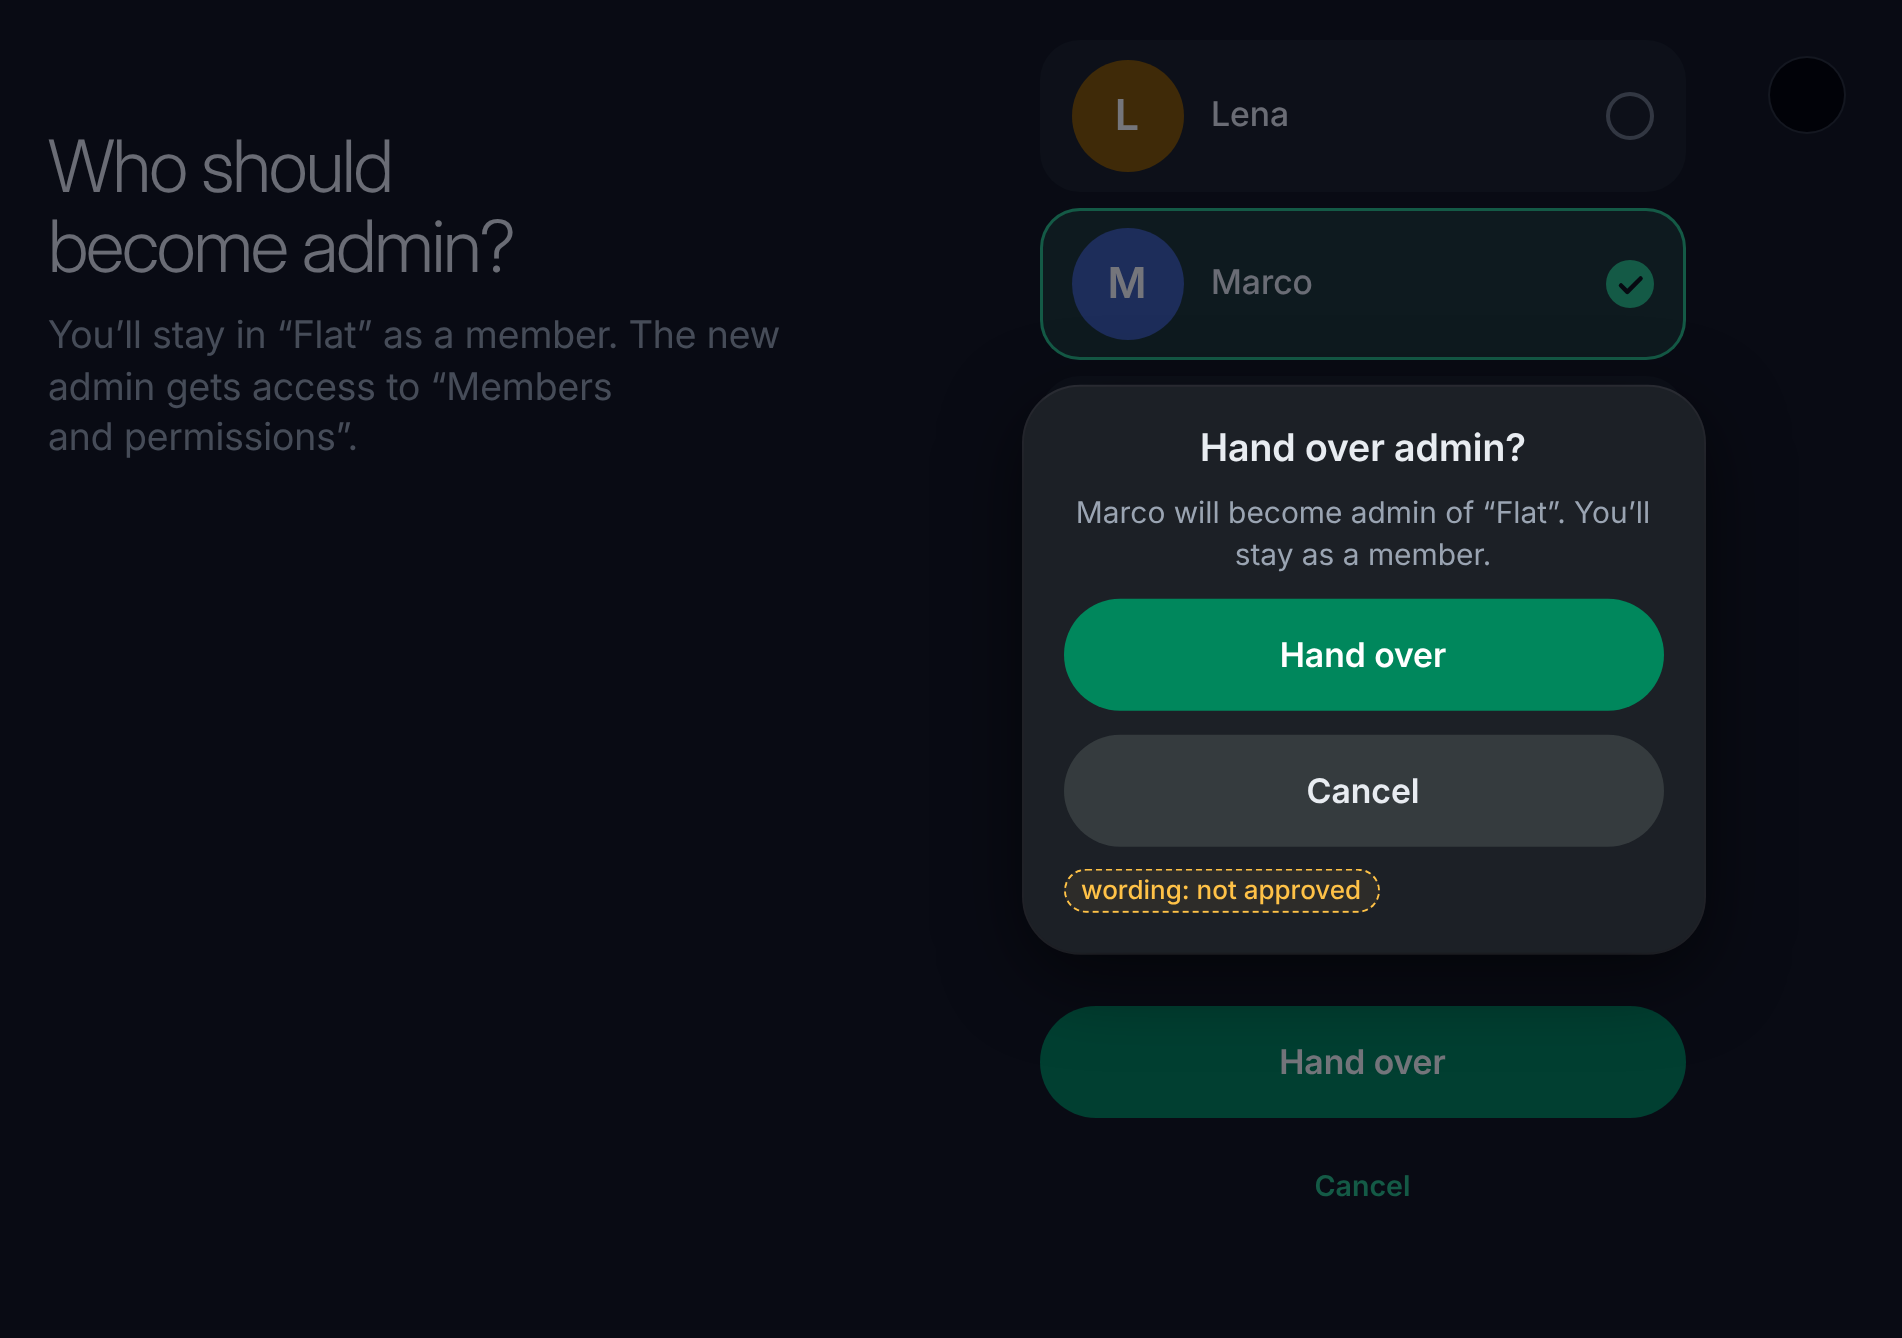 Who should
become admin?
You’ll stay in “Flat” as a member. The new
admin gets access to “Members
and permissions”.
L
Lena
M
Marco
Hand over admin?
Marco will become admin of “Flat”. You’ll
stay as a member.
Hand over
Cancel
wording: not approved
Hand over
Cancel